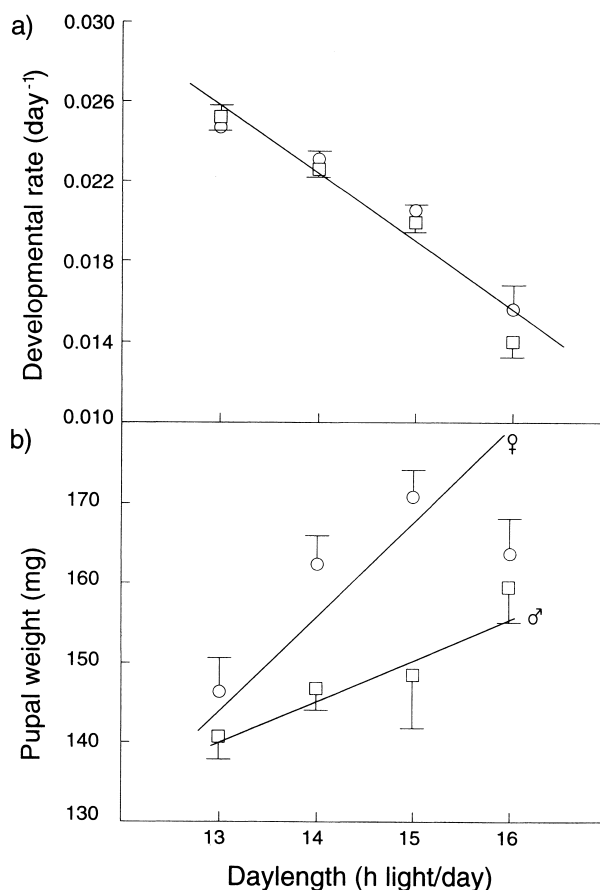 a)
Developmental rate (day⁻¹)
0.030
0.026
0.022
0.018
0.014
0.010
b)
Pupal weight (mg)
170
160
150
140
130
♀
♂
13 14 15 16
Daylength (h light/day)